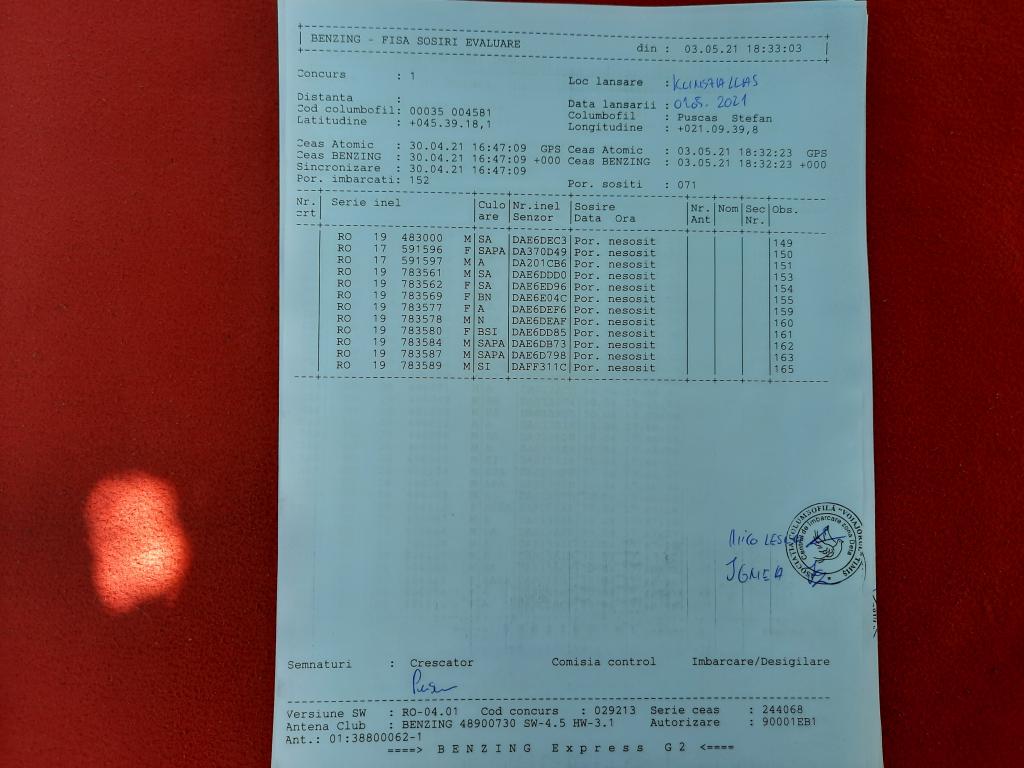 BENZING - FISA SOSIRI EVALUARE din : 03.05.21 18:33:03
Concurs : 1 Loc lansare :
Distanta : Data lansarii : 01.05. 2021
Cod columbofil: 00035 004581 Columbofil : Puscas Stefan
Latitudine : +045.39.18,1 Longitudine : +021.09.39,8
Ceas Atomic : 30.04.21 16:47:09 GPS Ceas Atomic : 03.05.21 18:32:23 GPS
Ceas BENZING : 30.04.21 16:47:09 +000 Ceas BENZING : 03.05.21 18:32:23 +000
Sincronizare : 30.04.21 16:47:09
Por. imbarcati: 152 Por. sositi : 071
Nr. Serie inel Culo Nr.inel Sosire Nr. Nom Sec Obs.
crt are Senzor Data Ora Ant Nr.
RO 19 483000 M SA DAE6DEC3 Por. nesosit 149
RO 17 591596 F SAPA DA370D49 Por. nesosit 150
RO 17 591597 M A DA201CB6 Por. nesosit 151
RO 19 783561 M SA DAE6DDD0 Por. nesosit 153
RO 19 783562 F SA DAE6ED96 Por. nesosit 154
RO 19 783569 F BN DAE6E04C Por. nesosit 155
RO 19 783577 F A DAE6DEF6 Por. nesosit 159
RO 19 783578 M N DAE6DEAF Por. nesosit 160
RO 19 783580 F BSI DAE6DD85 Por. nesosit 161
RO 19 783584 M SAPA DAE6DB73 Por. nesosit 162
RO 19 783587 M SAPA DAE6D798 Por. nesosit 163
RO 19 783589 M SI DAFF311C Por. nesosit 165
ASOCIATIA COLUMBOFILĂ "VOIAJORUL" TIMIŞ
Centrul de Imbarcare zona Deta
Semnaturi : Crescator Comisia control Imbarcare/Desigilare
Versiune SW : RO-04.01 Cod concurs : 029213 Serie ceas : 244068
Antena Club : BENZING 48900730 SW-4.5 HW-3.1 Autorizare : 90001EB1
Ant.: 01:38800062-1
====> B E N Z I N G E x p r e s s G 2 <====